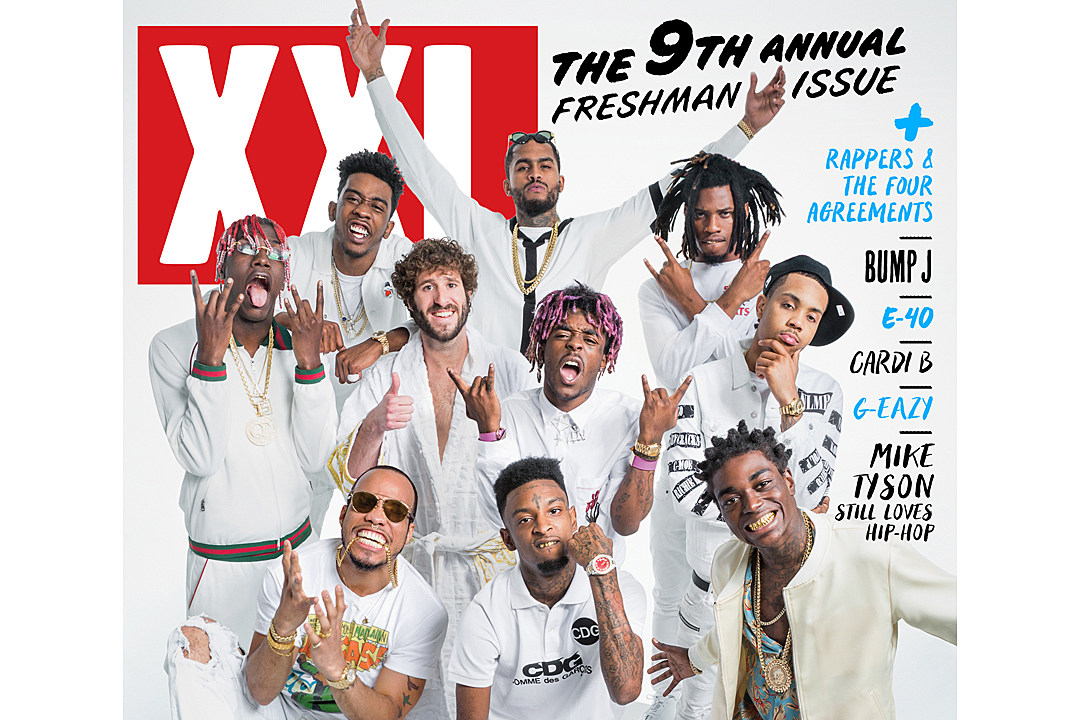 XXL
THE 9TH ANNUAL
FRESHMAN ISSUE
+
RAPPERS &
THE FOUR
AGREEMENTS
BUMP J
E-40
CARDI B
G-EAZY
MIKE
TYSON
STILL LOVES
HIP-HOP
CDG
CDG
COMME des GARÇONS